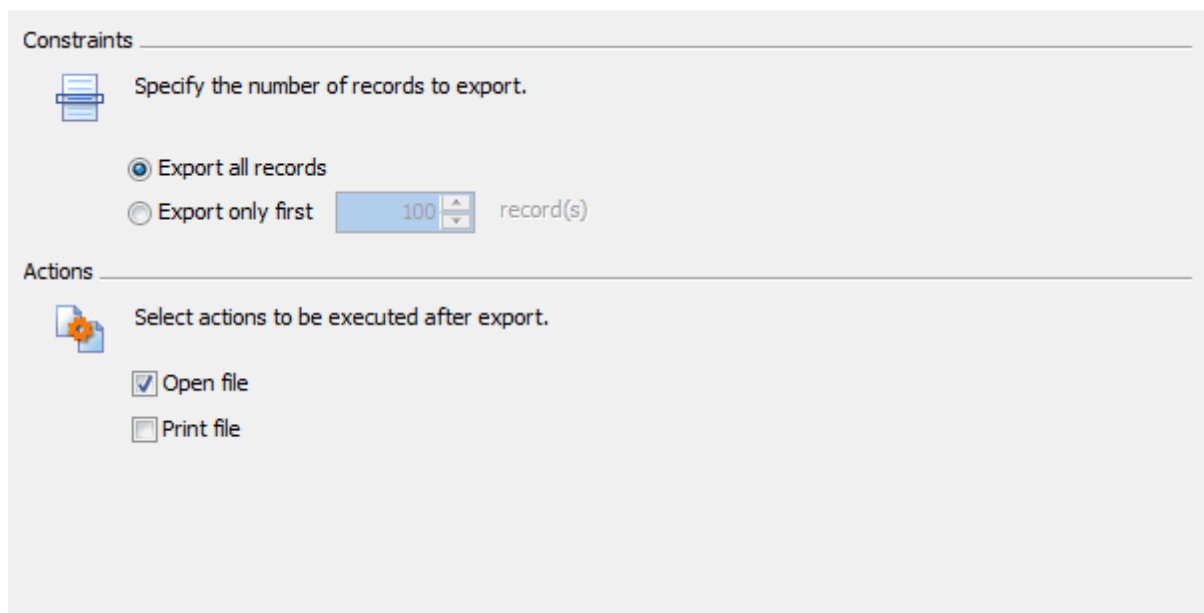 Constraints
Specify the number of records to export.
Export all records
Export only first 100 record(s)
Actions
Select actions to be executed after export.
Open file
Print file